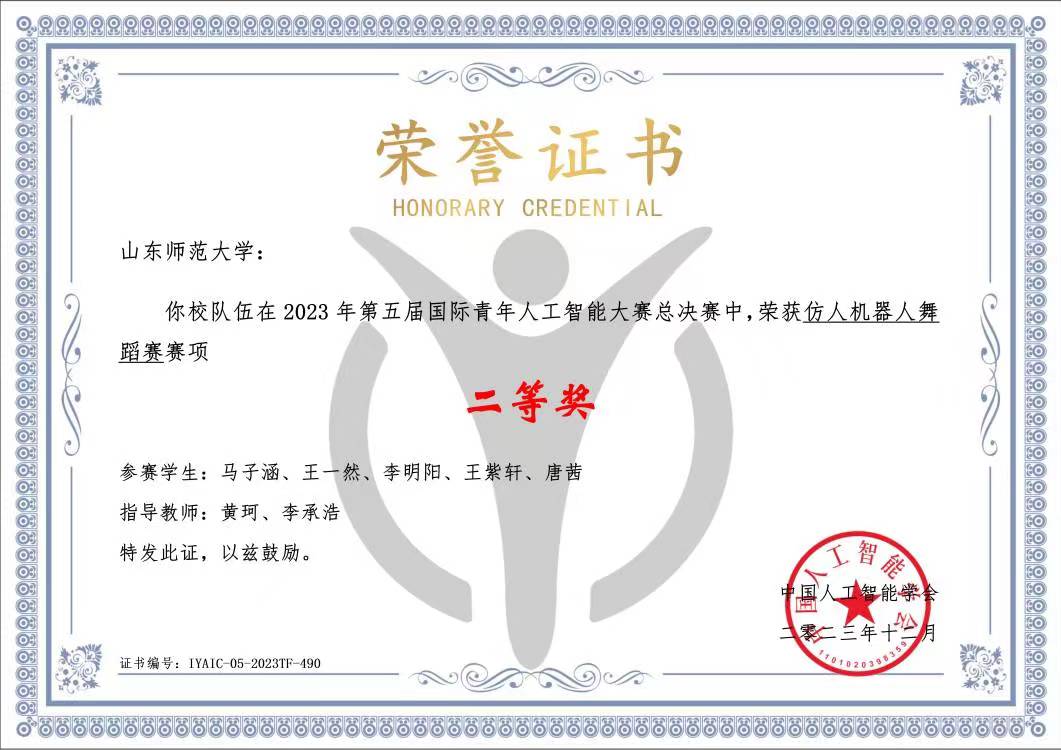 荣誉证书
HONORARY CREDENTIAL
山东师范大学：
你校队伍在 2023 年第五届国际青年人工智能大赛总决赛中，荣获仿人机器人舞
蹈赛赛项
二等奖
参赛学生：马子涵、王一然、李明阳、王紫轩、唐茜
指导教师：黄珂、李承浩
特发此证，以兹鼓励。
中国人工智能学会
中国人工智能学会
二零二三年十二月
1101020398359
证书编号：IYAIC-05-2023TF-490